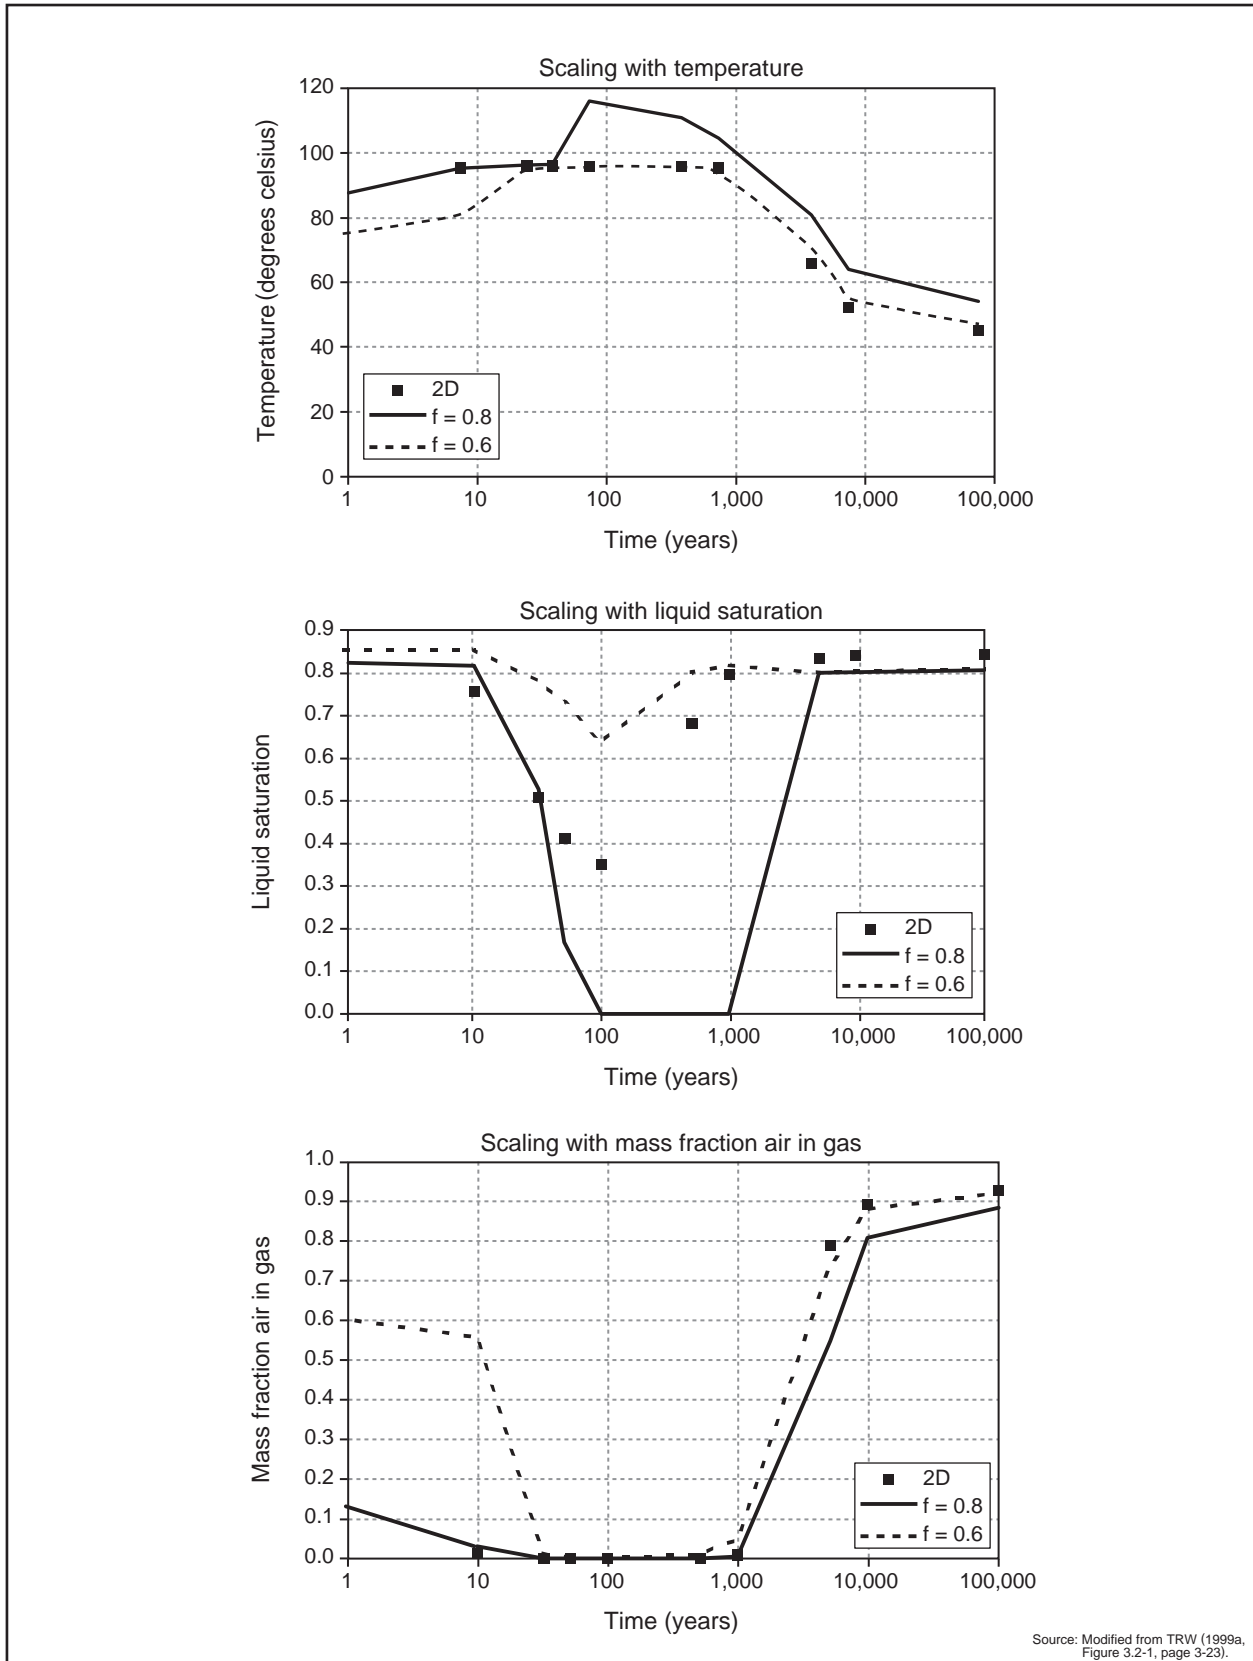 Scaling with temperature
Temperature (degrees celsius)
120
100
80
60
40
20
0
2D
f = 0.8
f = 0.6
1 10 100 1,000 10,000 100,000
Time (years)
Scaling with liquid saturation
Liquid saturation
0.9
0.8
0.7
0.6
0.5
0.4
0.3
0.2
0.1
0.0
2D
f = 0.8
f = 0.6
1 10 100 1,000 10,000 100,000
Time (years)
Scaling with mass fraction air in gas
Mass fraction air in gas
1.0
0.9
0.8
0.7
0.6
0.5
0.4
0.3
0.2
0.1
0.0
2D
f = 0.8
f = 0.6
1 10 100 1,000 10,000 100,000
Time (years)
Source: Modified from TRW (1999a,
Figure 3.2-1, page 3-23).